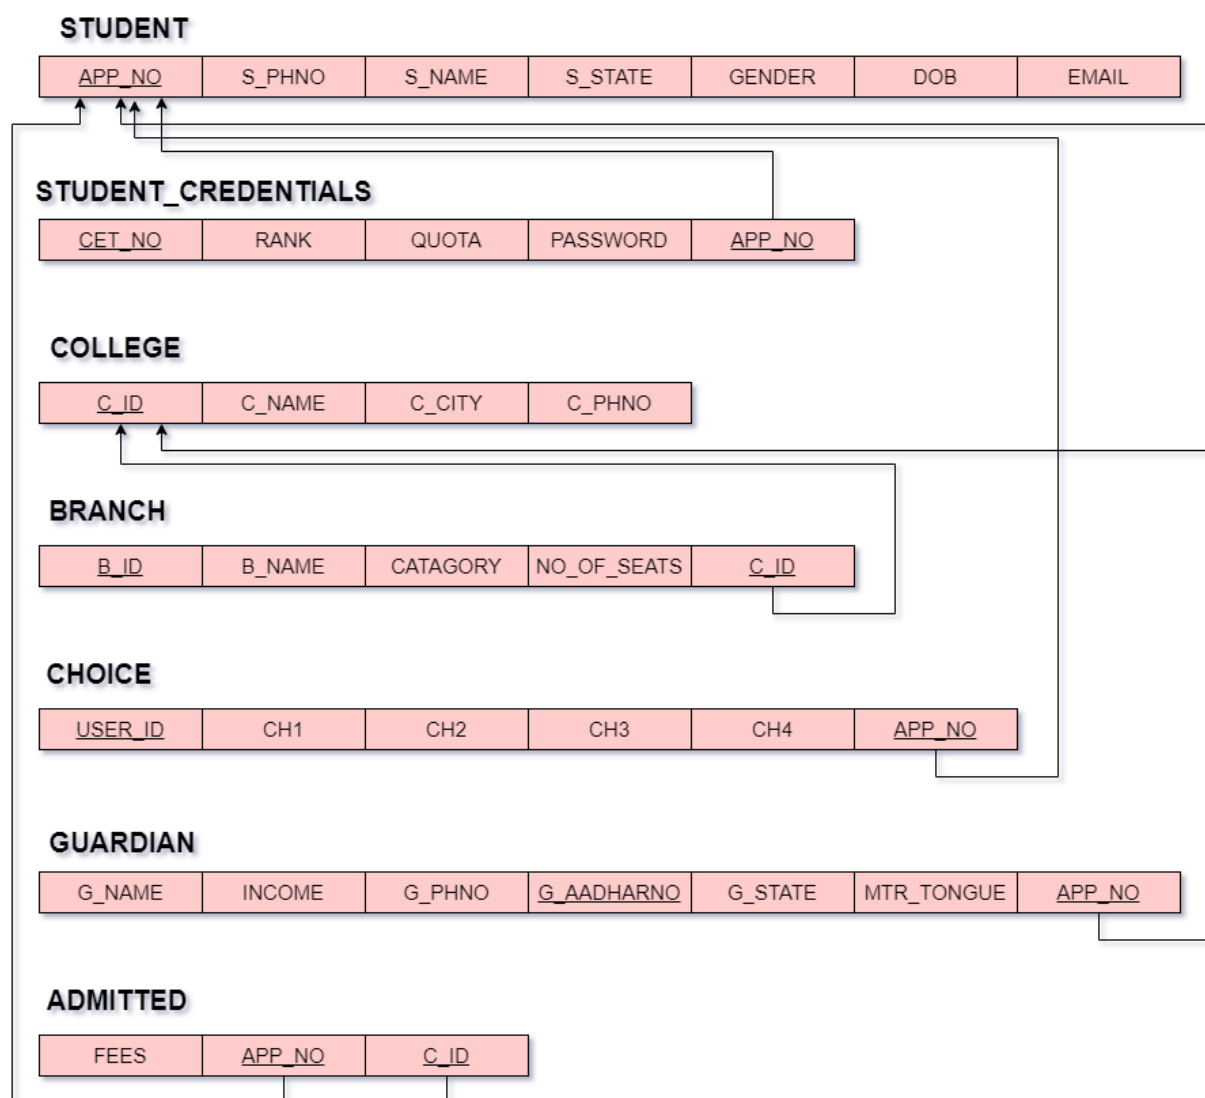 STUDENT
APP_NO S_PHNO S_NAME S_STATE GENDER DOB EMAIL
STUDENT_CREDENTIALS
CET_NO RANK QUOTA PASSWORD APP_NO
COLLEGE
C_ID C_NAME C_CITY C_PHNO
BRANCH
B_ID B_NAME CATAGORY NO_OF_SEATS C_ID
CHOICE
USER_ID CH1 CH2 CH3 CH4 APP_NO
GUARDIAN
G_NAME INCOME G_PHNO G_AADHARNO G_STATE MTR_TONGUE APP_NO
ADMITTED
FEES APP_NO C_ID